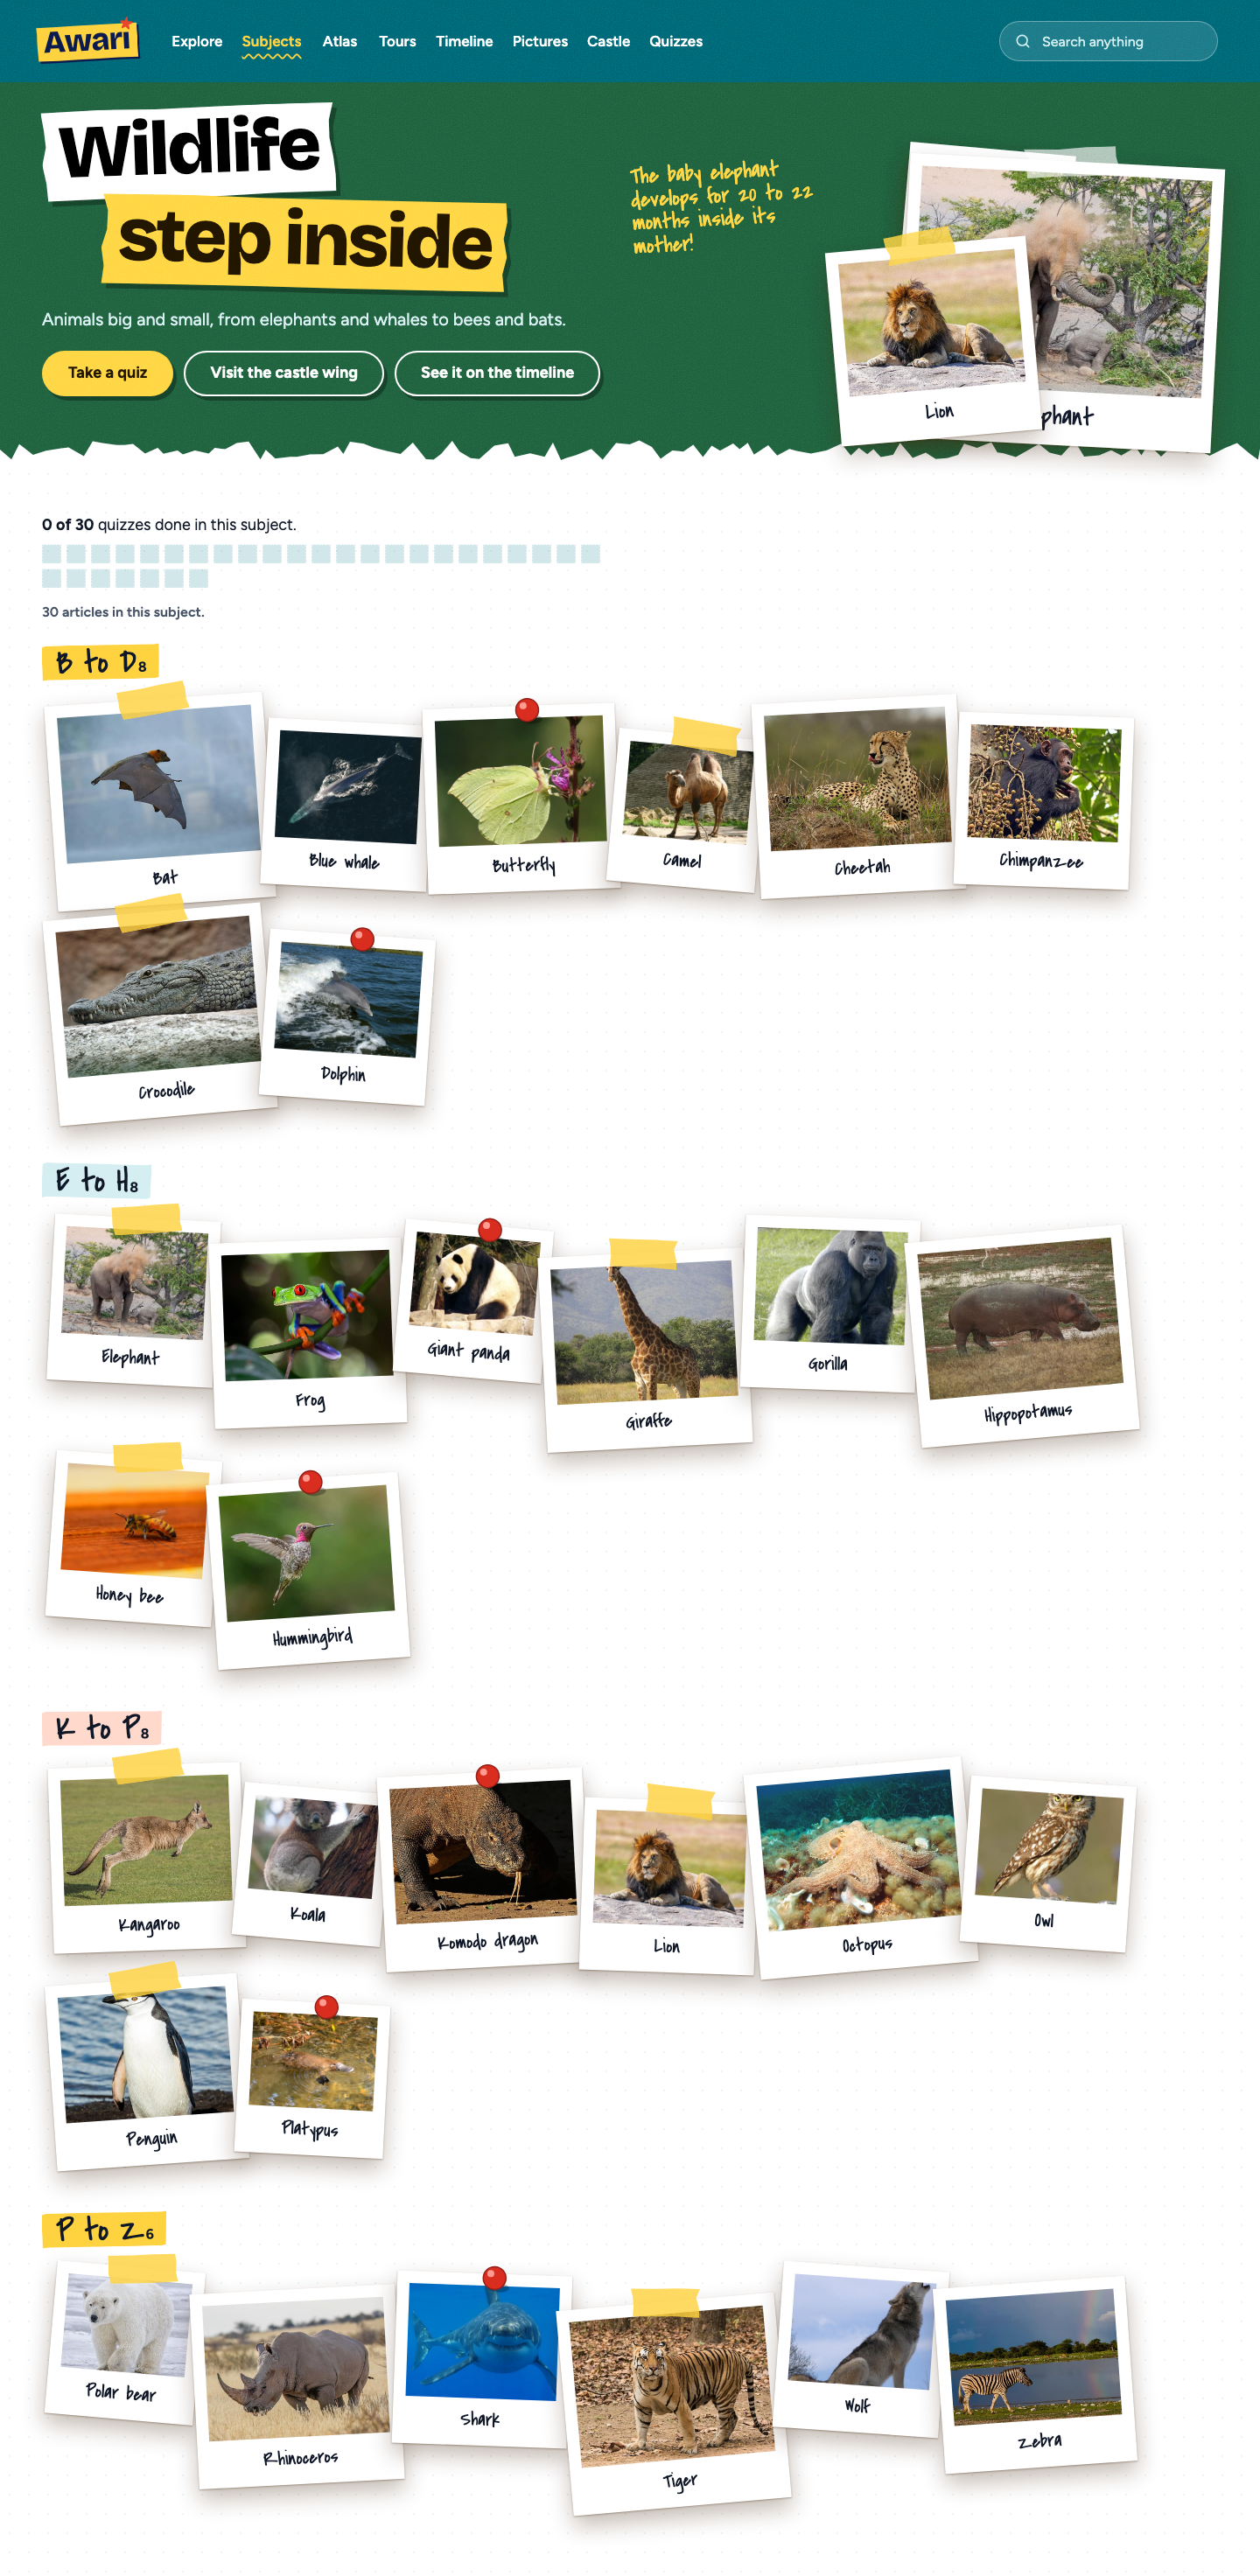 Awari
Explore Subjects Atlas Tours Timeline Pictures Castle Quizzes
Search anything
Wildlife
step inside
The baby elephant
develops for 20 to 22
months inside its
mother!
Animals big and small, from elephants and whales to bees and bats.
Take a quiz
Visit the castle wing
See it on the timeline
Lion
phant
0 of 30 quizzes done in this subject.
30 articles in this subject.
B to D 8
Bat
Blue whale
Butterfly
Camel
Cheetah
Chimpanzee
Crocodile
Dolphin
E to H 8
Elephant
Frog
Giant panda
Giraffe
Gorilla
Hippopotamus
Honey bee
Hummingbird
K to P 8
Kangaroo
Koala
Komodo dragon
Lion
Octopus
Owl
Penguin
Platypus
P to Z 6
Polar bear
Rhinoceros
Shark
Tiger
Wolf
Zebra